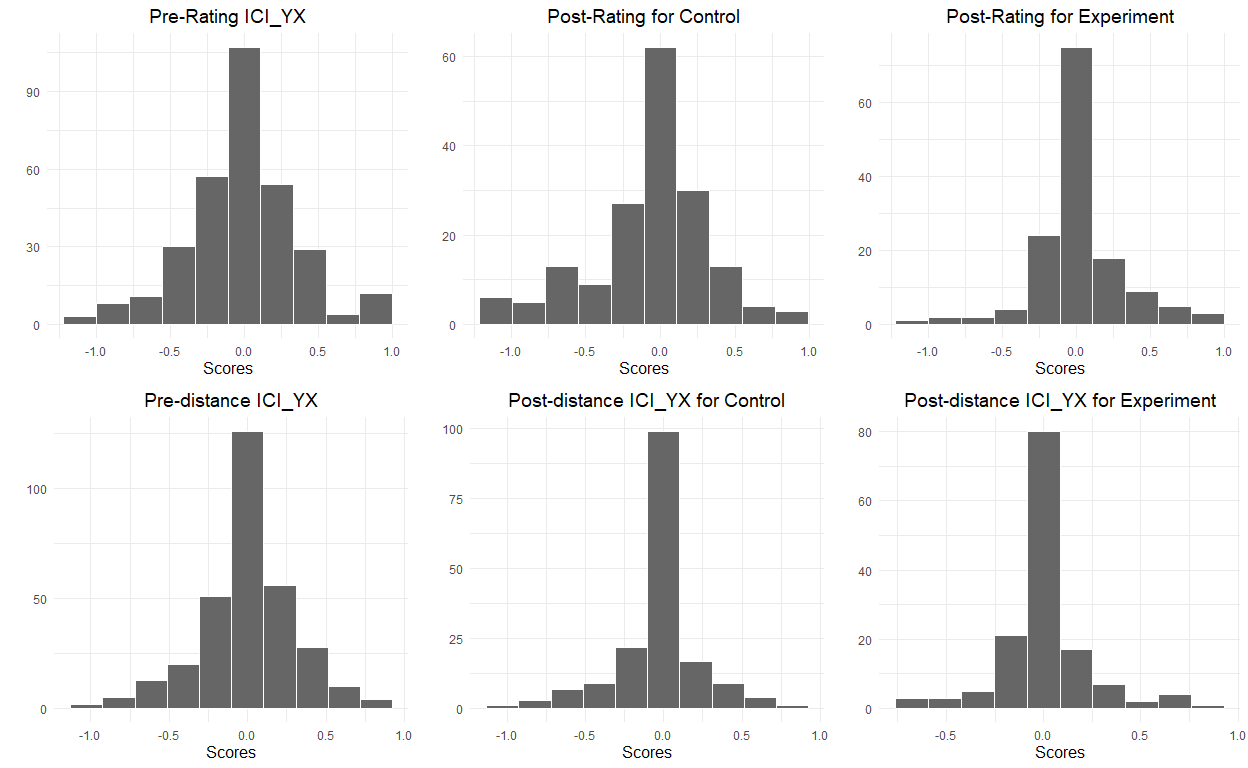 Pre-Rating ICI_YX
90
60
30
0
-1.0 -0.5 0.0 0.5 1.0
Scores
Post-Rating for Control
60
40
20
0
-1.0 -0.5 0.0 0.5 1.0
Scores
Post-Rating for Experiment
60
40
20
0
-1.0 -0.5 0.0 0.5 1.0
Scores
Pre-distance ICI_YX
100
50
0
-1.0 -0.5 0.0 0.5 1.0
Scores
Post-distance ICI_YX for Control
100
75
50
25
0
-1.0 -0.5 0.0 0.5 1.0
Scores
Post-distance ICI_YX for Experiment
80
60
40
20
0
-0.5 0.0 0.5 1.0
Scores